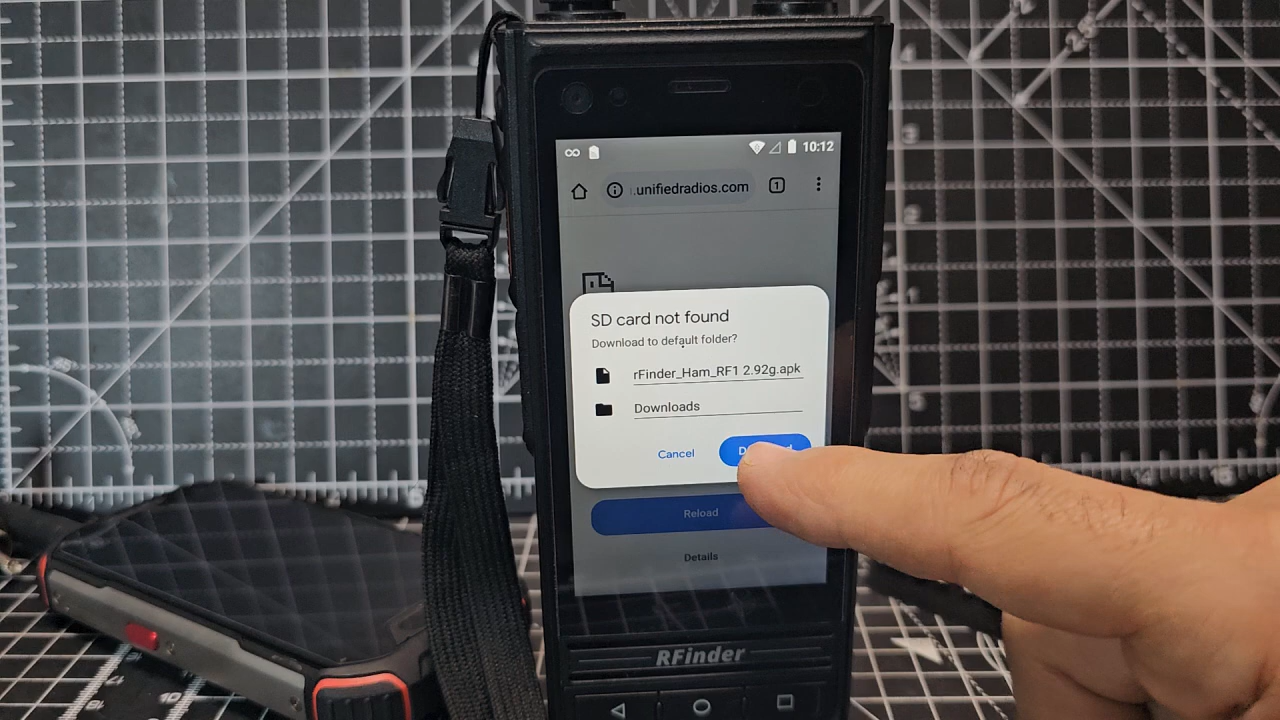 10:12
.unifiedradios.com
1
SD card not found
Download to default folder?
rFinder_Ham_RF1 2.92g.apk
Downloads
Cancel
Reload
Details
RFinder